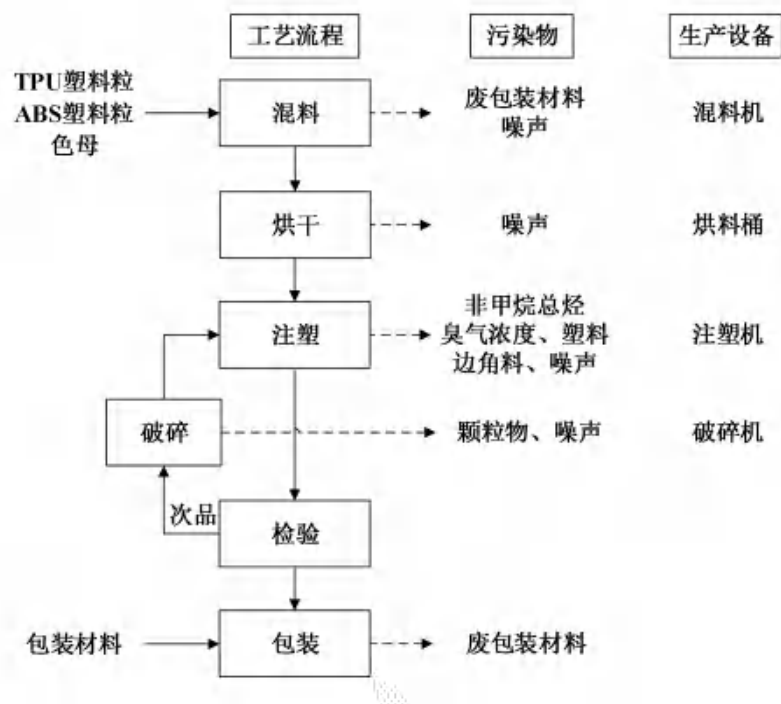 工艺流程
污染物
生产设备
TPU塑料粒
ABS塑料粒
色母
混料
废包装材料
噪声
混料机
烘干
噪声
烘料桶
注塑
非甲烷总烃
臭气浓度、塑料
边角料、噪声
注塑机
破碎
颗粒物、噪声
破碎机
次品
检验
包装材料
包装
废包装材料